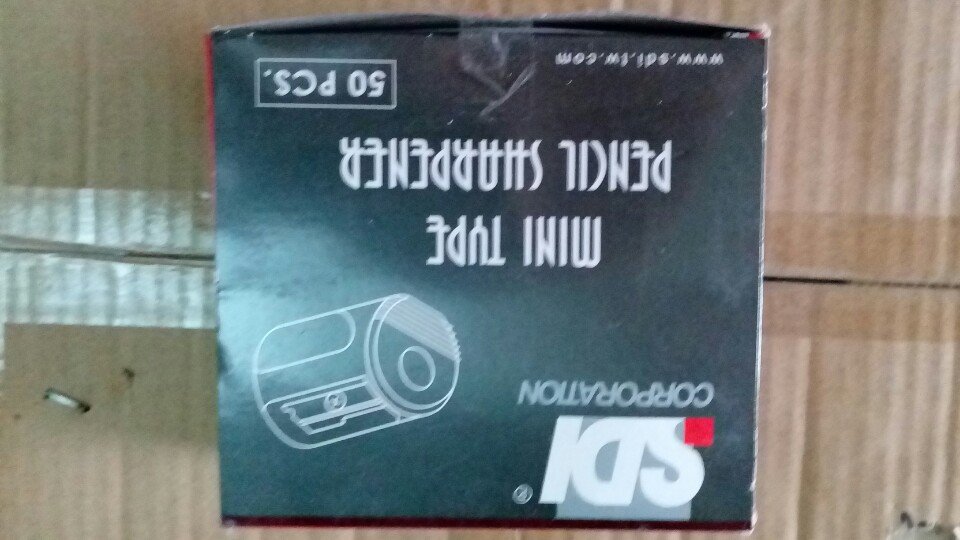 SDI®
CORPORATION
MINI TYPE
PENCIL SHARPENER
www.sdi.tw.com
50 PCS.